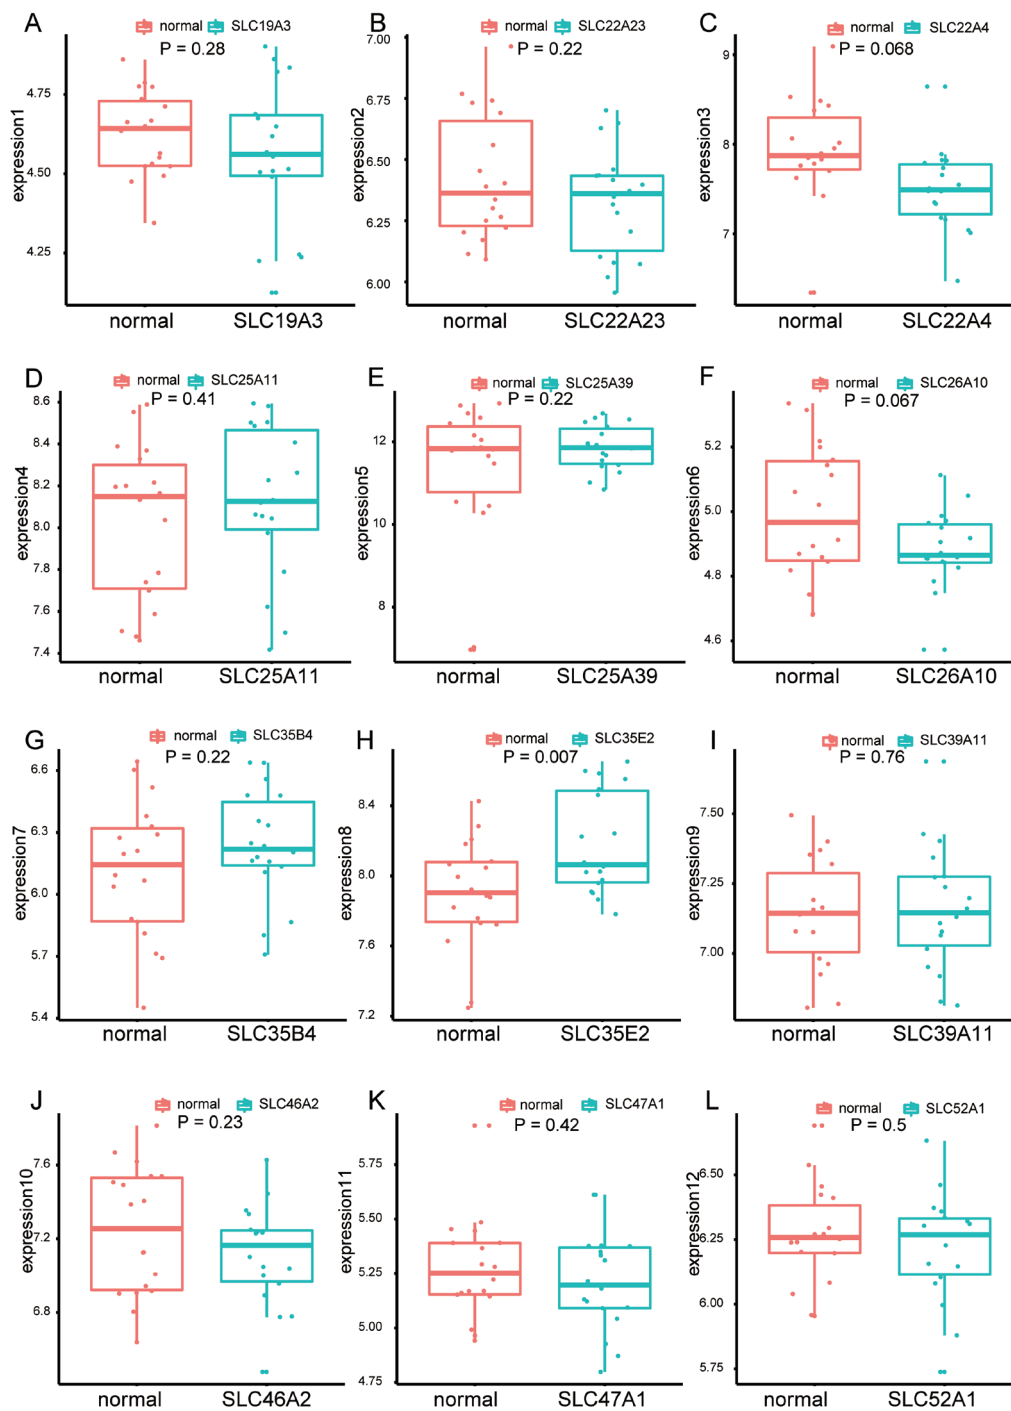 A
normal SLC19A3
P = 0.28
expression1
4.75
4.50
4.25
normal SLC19A3
B
normal SLC22A23
P = 0.22
expression2
7.00
6.75
6.50
6.25
6.00
normal SLC22A23
C
normal SLC22A4
P = 0.068
expression3
9
8
7
normal SLC22A4
D
normal SLC25A11
P = 0.41
expression4
8.6
8.4
8.2
8.0
7.8
7.6
7.4
normal SLC25A11
E
normal SLC25A39
P = 0.22
expression5
12
10
8
normal SLC25A39
F
normal SLC26A10
P = 0.067
expression6
5.2
5.0
4.8
4.6
normal SLC26A10
G
normal SLC35B4
P = 0.22
expression7
6.6
6.3
6.0
5.7
5.4
normal SLC35B4
H
normal SLC35E2
P = 0.007
expression8
8.4
8.0
7.6
7.2
normal SLC35E2
I
normal SLC39A11
P = 0.76
expression9
7.50
7.25
7.00
normal SLC39A11
J
normal SLC46A2
P = 0.23
expression10
7.6
7.2
6.8
normal SLC46A2
K
normal SLC47A1
P = 0.42
expression11
5.75
5.50
5.25
5.00
4.75
normal SLC47A1
L
normal SLC52A1
P = 0.5
expression12
6.50
6.25
6.00
5.75
normal SLC52A1